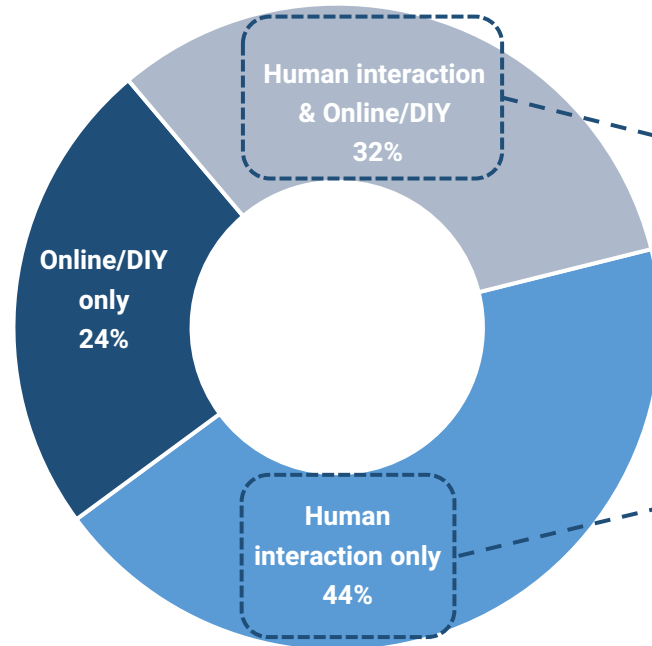 Human interaction
& Online/DIY
32%
Online/DIY
only
24%
Human
interaction only
44%